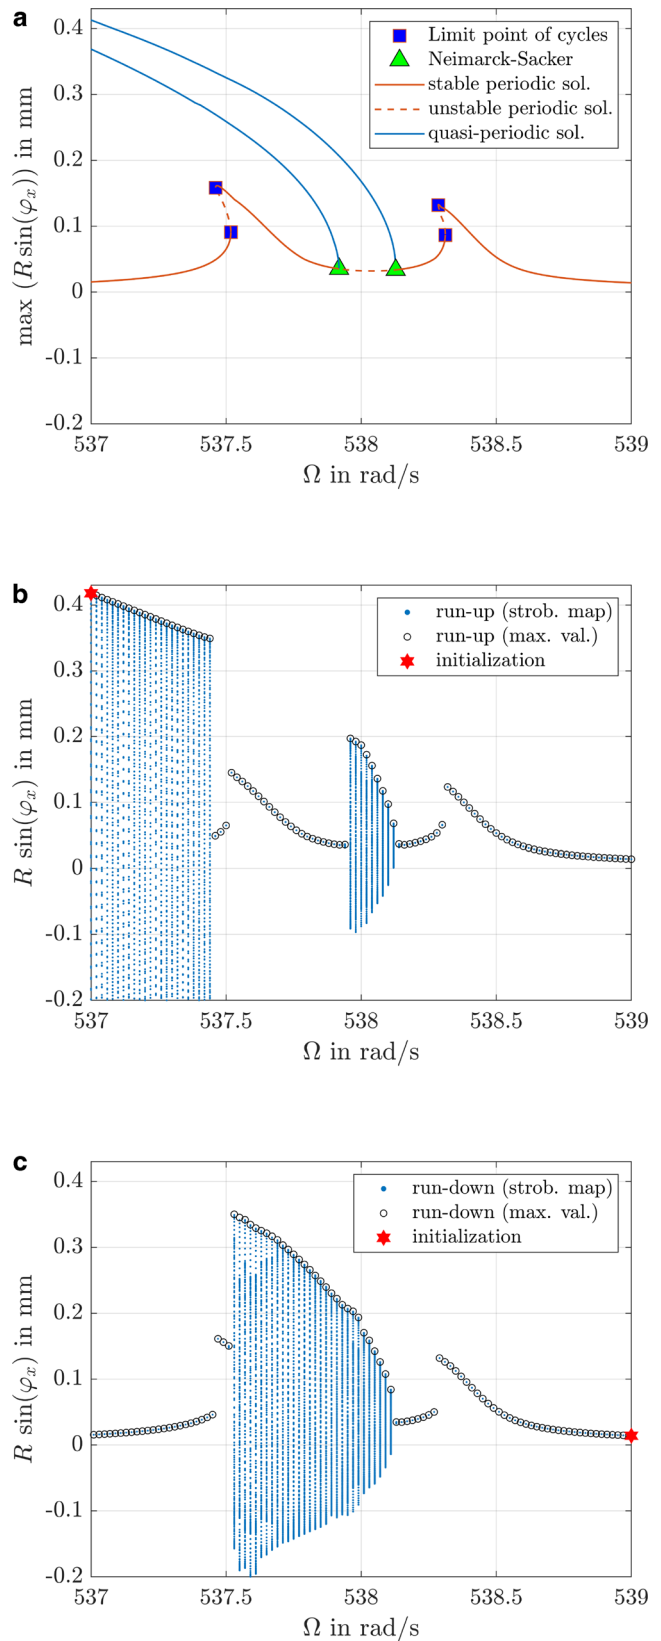 a
0.4
0.3
0.2
0.1
0
-0.1
-0.2
max (R sin(φx)) in mm
Limit point of cycles
Neimarck-Sacker
stable periodic sol.
unstable periodic sol.
quasi-periodic sol.
537
537.5
538
538.5
539
Ω in rad/s
b
0.4
0.3
0.2
0.1
0
-0.1
-0.2
R sin(φx) in mm
run-up (strob. map)
run-up (max. val.)
initialization
537
537.5
538
538.5
539
Ω in rad/s
c
0.4
0.3
0.2
0.1
0
-0.1
-0.2
R sin(φx) in mm
run-down (strob. map)
run-down (max. val.)
initialization
537
537.5
538
538.5
539
Ω in rad/s